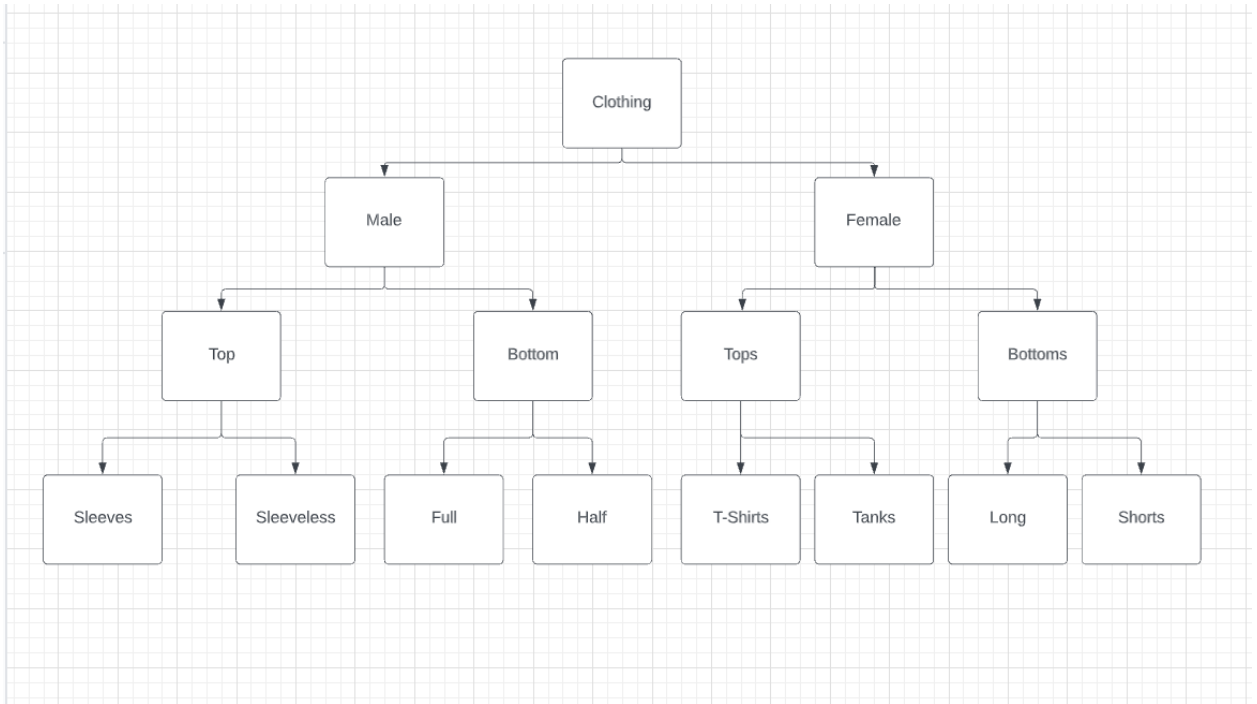 Clothing
Male
Female
Top
Bottom
Tops
Bottoms
Sleeves
Sleeveless
Full
Half
T-Shirts
Tanks
Long
Shorts